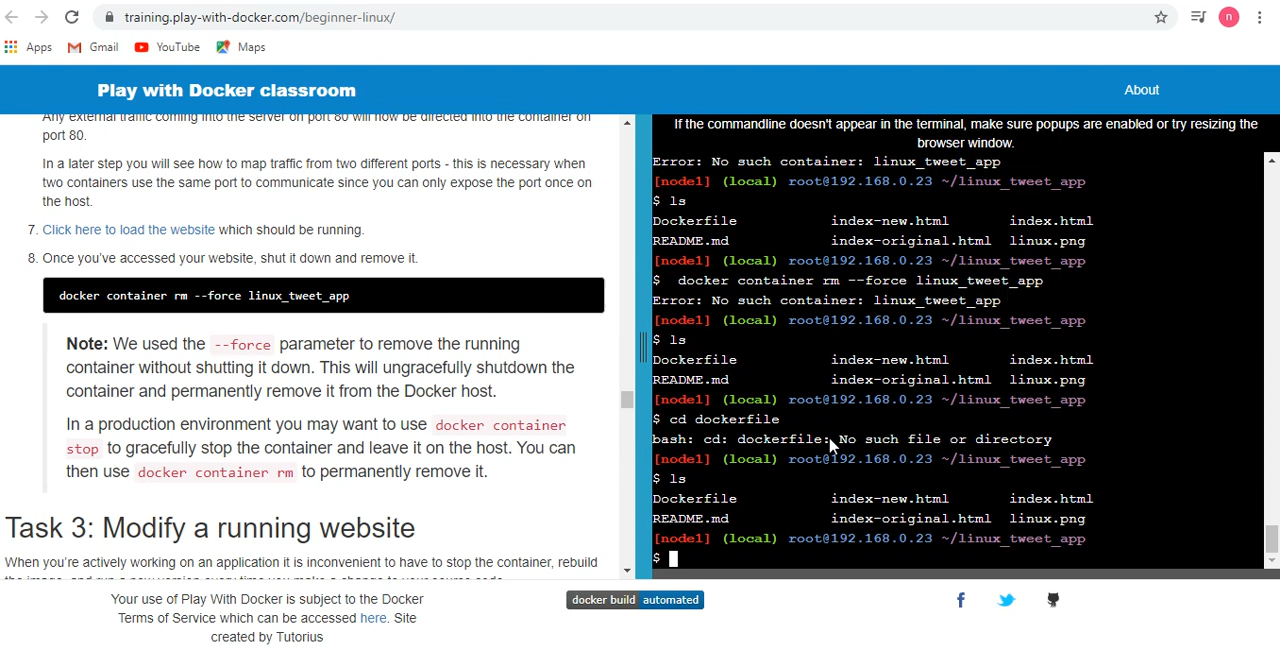 training.play-with-docker.com/beginner-linux/
n
Apps Gmail YouTube Maps
Play with Docker classroom
About
Any external traffic coming into the server on port 80 will now be directed into the container on
port 80.
In a later step you will see how to map traffic from two different ports - this is necessary when
two containers use the same port to communicate since you can only expose the port once on
the host.
7. Click here to load the website which should be running.
8. Once you've accessed your website, shut it down and remove it.
docker container rm --force linux_tweet_app
Note: We used the --force parameter to remove the running
container without shutting it down. This will ungracefully shutdown the
container and permanently remove it from the Docker host.
In a production environment you may want to use docker container
stop to gracefully stop the container and leave it on the host. You can
then use docker container rm to permanently remove it.
Task 3: Modify a running website
When you're actively working on an application it is inconvenient to have to stop the container, rebuild
the image, and run a new version every time you make a change to your source code.
If the commandline doesn't appear in the terminal, make sure popups are enabled or try resizing the
browser window.
Error: No such container: linux_tweet_app
[node1] (local) root@192.168.0.23 ~/linux_tweet_app
$ ls
Dockerfile index-new.html index.html
README.md index-original.html linux.png
[node1] (local) root@192.168.0.23 ~/linux_tweet_app
$ docker container rm --force linux_tweet_app
Error: No such container: linux_tweet_app
[node1] (local) root@192.168.0.23 ~/linux_tweet_app
$ ls
Dockerfile index-new.html index.html
README.md index-original.html linux.png
[node1] (local) root@192.168.0.23 ~/linux_tweet_app
$ cd dockerfile
bash: cd: dockerfile: No such file or directory
[node1] (local) root@192.168.0.23 ~/linux_tweet_app
$ ls
Dockerfile index-new.html index.html
README.md index-original.html linux.png
[node1] (local) root@192.168.0.23 ~/linux_tweet_app
$
Your use of Play With Docker is subject to the Docker
Terms of Service which can be accessed here. Site
created by Tutorius
docker build automated